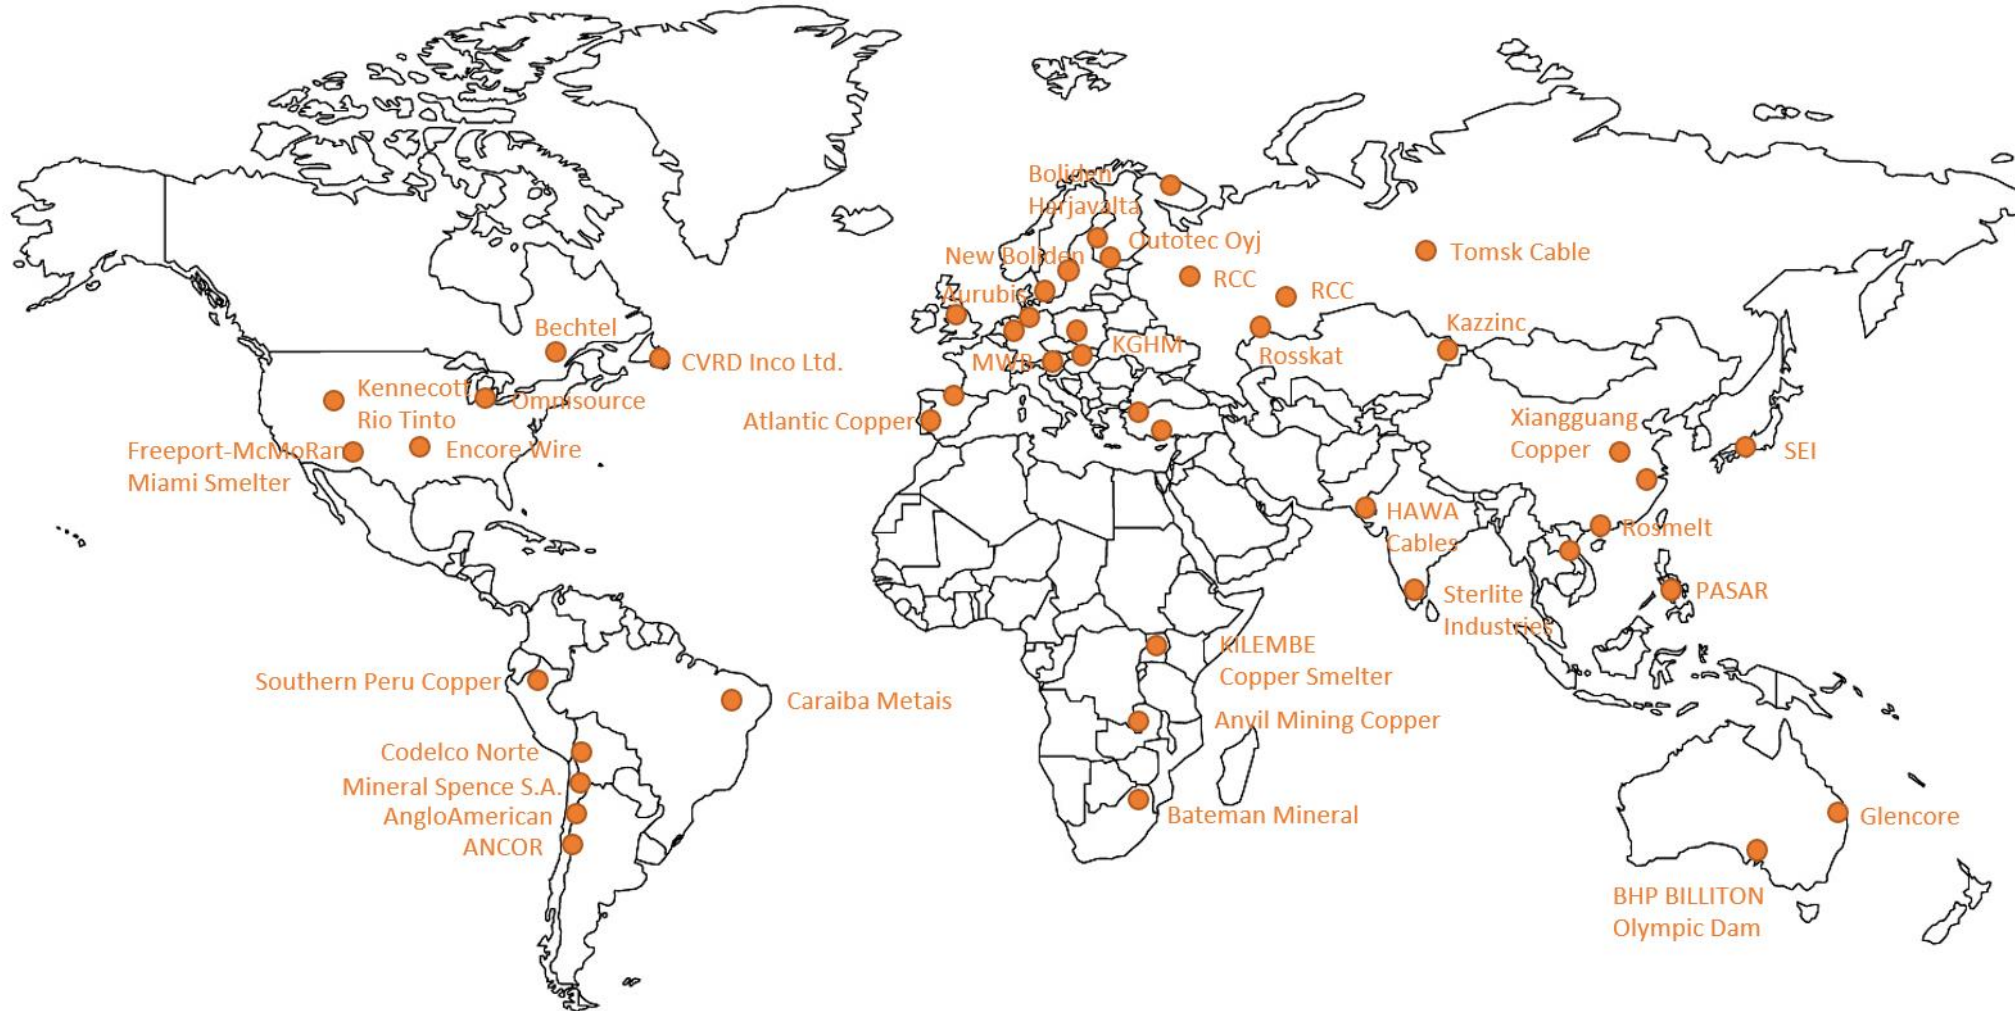 Boliden
Harjavalta
Outotec Oyj
New Boliden
Tomsk Cable
RCC
RCC
Aurubis
Bechtel
Kazzinc
KGHM
Rosskat
MWB
CVRD Inco Ltd.
Kennecott
Rio Tinto
Omnisource
Atlantic Copper
Xiangguang
Copper
Freeport-McMoRan
Miami Smelter
Encore Wire
SEI
HAWA
Cables
Rosmelt
Sterlite
Industries
PASAR
KILEMBE
Copper Smelter
Southern Peru Copper
Caraiba Metais
Anvil Mining Copper
Codelco Norte
Mineral Spence S.A.
AngloAmerican
ANCOR
Bateman Mineral
Glencore
BHP BILLITON
Olympic Dam